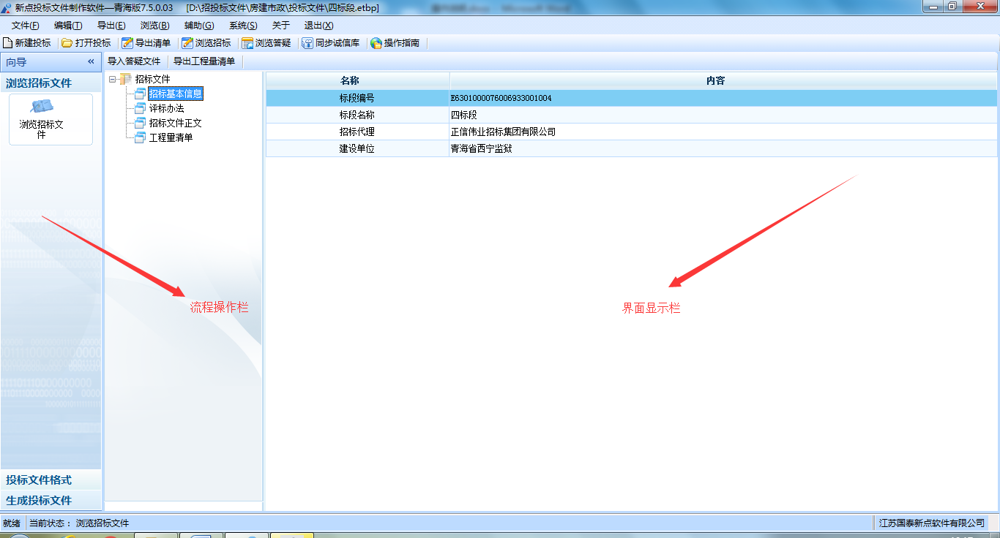 新点投标文件制作软件—青海版7.5.0.03 [D:\招投标文件\房建市政\投标文件\四标段.etbp]
文件(F) 编辑(T) 导出(E) 浏览(B) 辅助(G) 系统(S) 关于 退出(X)
新建投标 打开投标 导出清单 浏览招标 浏览答疑 同步诚信库 操作指南
向导 «
导入答疑文件 导出工程量清单
浏览招标文件
浏览招标文
件
招标文件
招标基本信息
评标办法
招标文件正文
工程量清单
名称 内容
标段编号 E6301000076006933001004
标段名称 四标段
招标代理 正信伟业招标集团有限公司
建设单位 青海省西宁监狱
流程操作栏
界面显示栏
投标文件格式
生成投标文件
就绪 当前状态： 浏览招标文件 江苏国泰新点软件有限公司